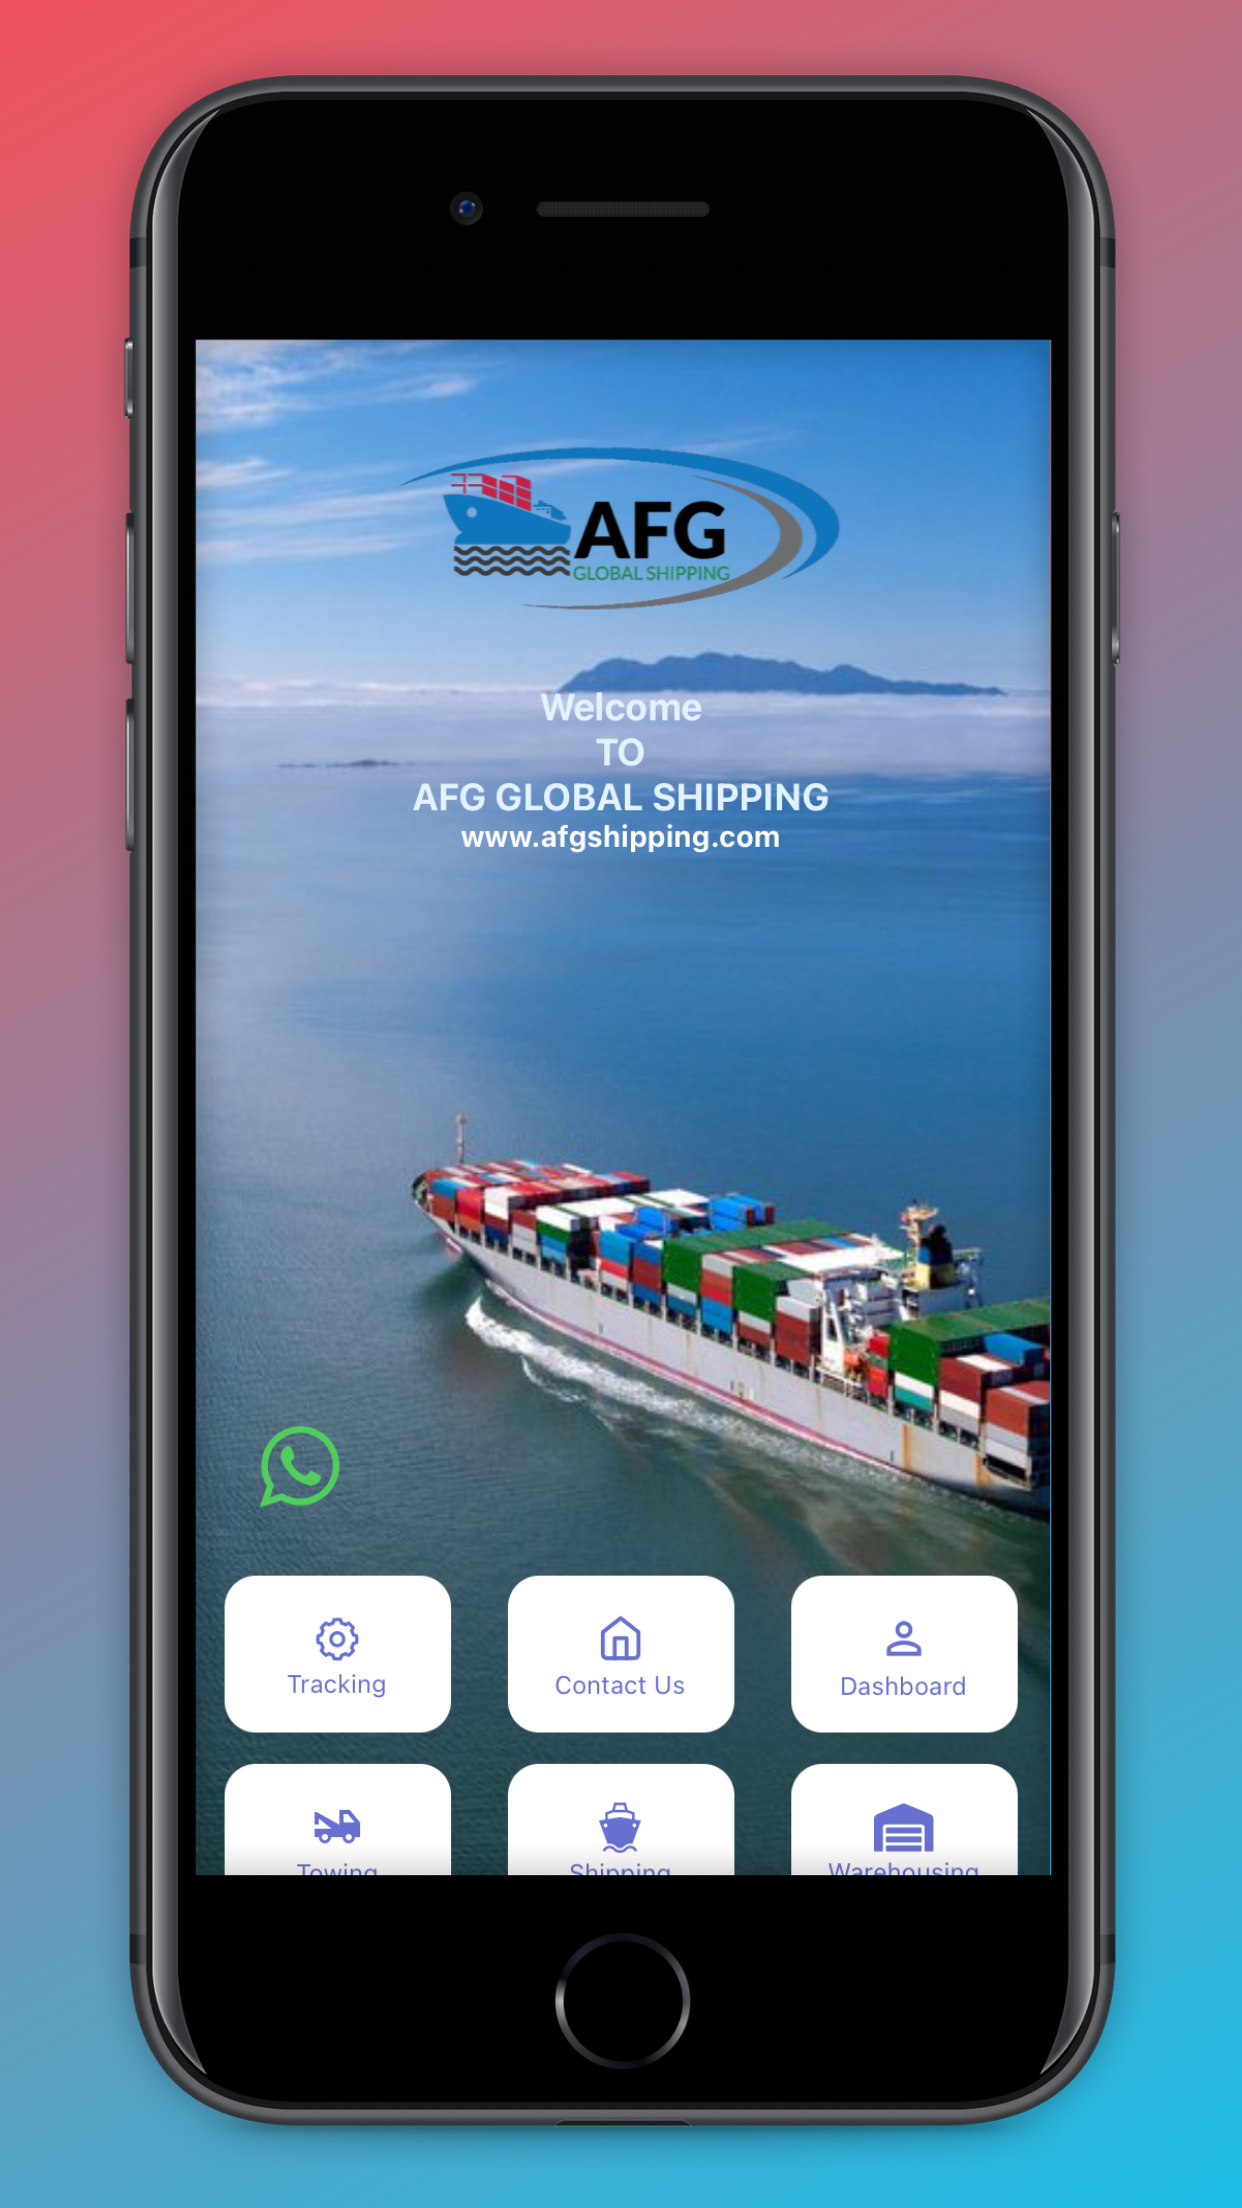 AFG
GLOBAL SHIPPING
Welcome
TO
AFG GLOBAL SHIPPING
www.afgshipping.com
Tracking
Contact Us
Dashboard
Towing
Shipping
Warehousing